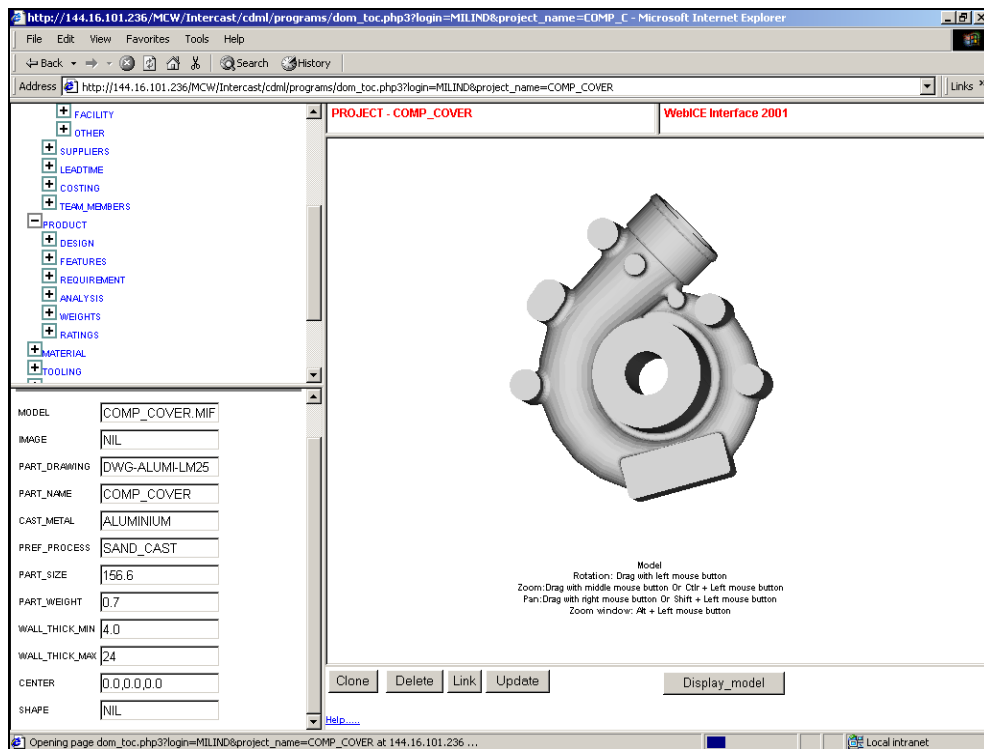 http://144.16.101.236/MCW/Intercast/cdml/programs/dom_toc.php3?login=MILIND&project_name=COMP_C - Microsoft Internet Explorer
File Edit View Favorites Tools Help
Back Search History
Address http://144.16.101.236/MCW/Intercast/cdml/programs/dom_toc.php3?login=MILIND&project_name=COMP_COVER Links »
FACILITY
OTHER
SUPPLIERS
LEADTIME
COSTING
TEAM_MEMBERS
PRODUCT
DESIGN
FEATURES
REQUIREMENT
ANALYSIS
WEIGHTS
RATINGS
MATERIAL
TOOLING
MODEL COMP_COVER.MIF
IMAGE NIL
PART_DRAWING DWG-ALUMI-LM25
PART_NAME COMP_COVER
CAST_METAL ALUMINIUM
PREF_PROCESS SAND_CAST
PART_SIZE 156.6
PART_WEIGHT 0.7
WALL_THICK_MIN 4.0
WALL_THICK_MAX 24
CENTER 0.0,0.0,0.0
SHAPE NIL
PROJECT - COMP_COVER WebICE Interface 2001
Model
Rotation: Drag with left mouse button
Zoom:Drag with middle mouse button Or Ctlr + Left mouse button
Pan:Drag with right mouse button Or Shift + Left mouse button
Zoom window: Alt + Left mouse button
Clone Delete Link Update Display_model
Help.....
Opening page dom_toc.php3?login=MILIND&project_name=COMP_COVER at 144.16.101.236 ... Local intranet